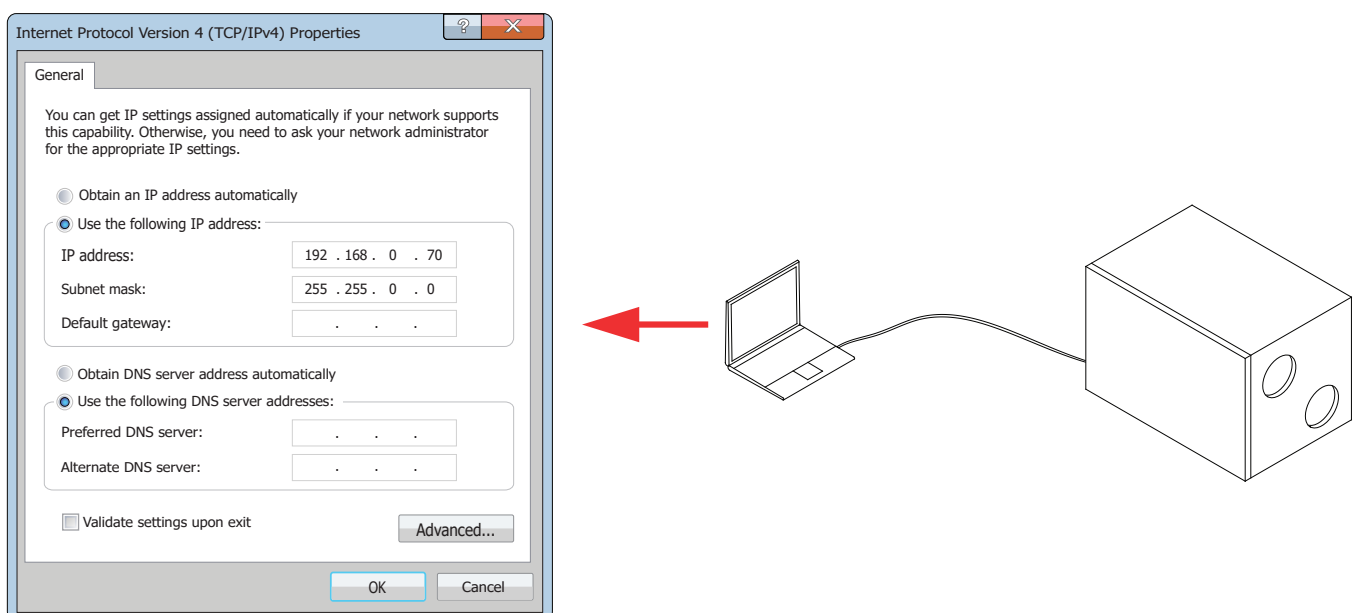 Internet Protocol Version 4 (TCP/IPv4) Properties
?
X
General
You can get IP settings assigned automatically if your network supports
this capability. Otherwise, you need to ask your network administrator
for the appropriate IP settings.
Obtain an IP address automatically
Use the following IP address:
IP address: 192 . 168 . 0 . 70
Subnet mask: 255 . 255 . 0 . 0
Default gateway: . . .
Obtain DNS server address automatically
Use the following DNS server addresses:
Preferred DNS server: . . .
Alternate DNS server: . . .
Validate settings upon exit
Advanced...
OK Cancel